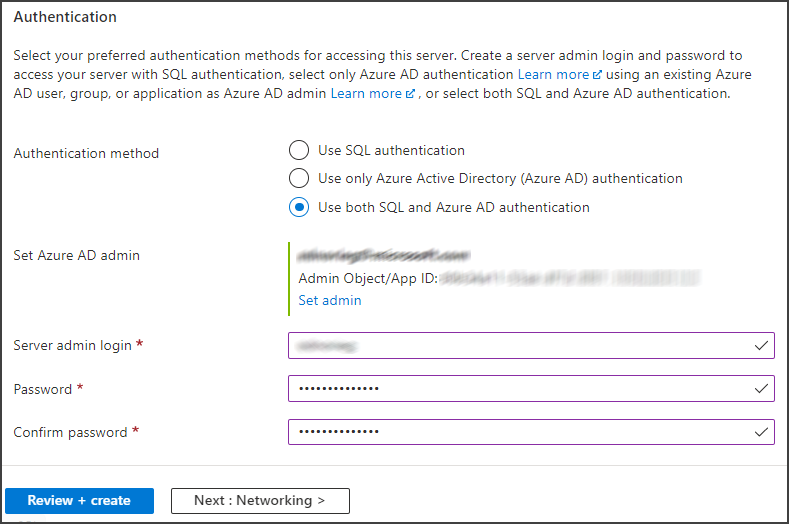 Authentication
Select your preferred authentication methods for accessing this server. Create a server admin login and password to
access your server with SQL authentication, select only Azure AD authentication Learn more using an existing Azure
AD user, group, or application as Azure AD admin Learn more , or select both SQL and Azure AD authentication.
Authentication method
Use SQL authentication
Use only Azure Active Directory (Azure AD) authentication
Use both SQL and Azure AD authentication
Set Azure AD admin
Admin Object/App ID:
Set admin
Server admin login *
Password *
••••••••••••••
Confirm password *
••••••••••••••
Review + create
Next : Networking >